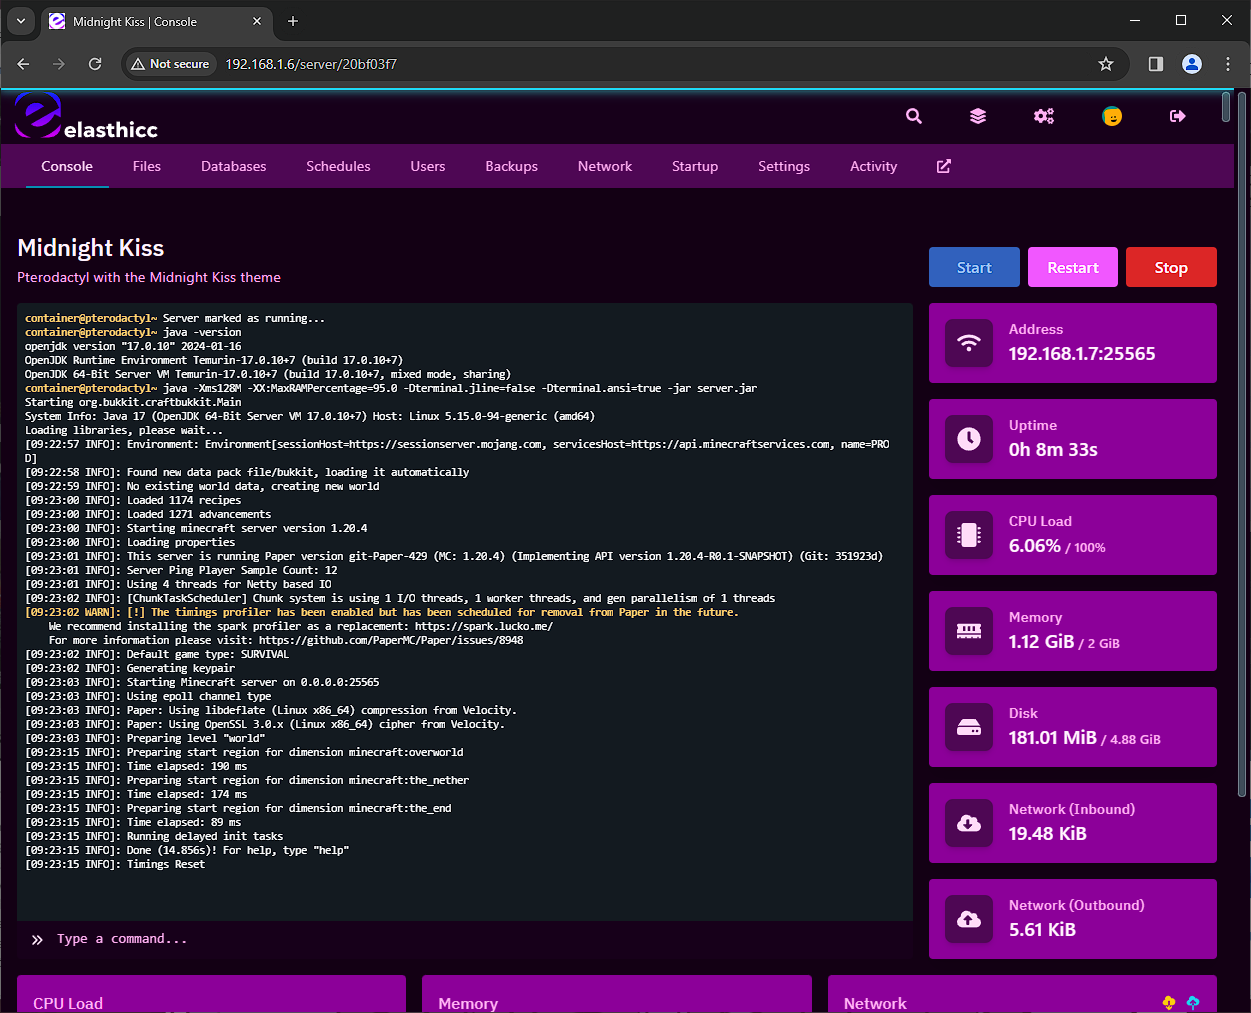 Midnight Kiss | Console
Not secure
192.168.1.6/server/20bf03f7
elasthicc
Console Files Databases Schedules Users Backups Network Startup Settings Activity
Midnight Kiss
Pterodactyl with the Midnight Kiss theme
Start Restart Stop
container@pterodactyl~ Server marked as running...
container@pterodactyl~ java -version
openjdk version "17.0.10" 2024-01-16
OpenJDK Runtime Environment Temurin-17.0.10+7 (build 17.0.10+7)
OpenJDK 64-Bit Server VM Temurin-17.0.10+7 (build 17.0.10+7, mixed mode, sharing)
container@pterodactyl~ java -Xms128M -XX:MaxRAMPercentage=95.0 -Dterminal.jline=false -Dterminal.ansi=true -jar server.jar
Starting org.bukkit.craftbukkit.Main
System Info: Java 17 (OpenJDK 64-Bit Server VM 17.0.10+7) Host: Linux 5.15.0-94-generic (amd64)
Loading libraries, please wait...
[09:22:57 INFO]: Environment: Environment[sessionHost=https://sessionserver.mojang.com, servicesHost=https://api.minecraftservices.com, name=PRO
D]
[09:22:58 INFO]: Found new data pack file/bukkit, loading it automatically
[09:22:59 INFO]: No existing world data, creating new world
[09:23:00 INFO]: Loaded 1174 recipes
[09:23:00 INFO]: Loaded 1271 advancements
[09:23:00 INFO]: Starting minecraft server version 1.20.4
[09:23:00 INFO]: Loading properties
[09:23:01 INFO]: This server is running Paper version git-Paper-429 (MC: 1.20.4) (Implementing API version 1.20.4-R0.1-SNAPSHOT) (Git: 351923d)
[09:23:01 INFO]: Server Ping Player Sample Count: 12
[09:23:01 INFO]: Using 4 threads for Netty based IO
[09:23:02 INFO]: [ChunkTaskScheduler] Chunk system is using 1 I/O threads, 1 worker threads, and gen parallelism of 1 threads
[09:23:02 WARN]: [!] The timings profiler has been enabled but has been scheduled for removal from Paper in the future.
We recommend installing the spark profiler as a replacement: https://spark.lucko.me/
For more information please visit: https://github.com/PaperMC/Paper/issues/8948
[09:23:02 INFO]: Default game type: SURVIVAL
[09:23:02 INFO]: Generating keypair
[09:23:03 INFO]: Starting Minecraft server on 0.0.0.0:25565
[09:23:03 INFO]: Using epoll channel type
[09:23:03 INFO]: Paper: Using libdeflate (Linux x86_64) compression from Velocity.
[09:23:03 INFO]: Paper: Using OpenSSL 3.0.x (Linux x86_64) cipher from Velocity.
[09:23:03 INFO]: Preparing level "world"
[09:23:15 INFO]: Preparing start region for dimension minecraft:overworld
[09:23:15 INFO]: Time elapsed: 190 ms
[09:23:15 INFO]: Preparing start region for dimension minecraft:the_nether
[09:23:15 INFO]: Time elapsed: 174 ms
[09:23:15 INFO]: Preparing start region for dimension minecraft:the_end
[09:23:15 INFO]: Time elapsed: 89 ms
[09:23:15 INFO]: Running delayed init tasks
[09:23:15 INFO]: Done (14.856s)! For help, type "help"
[09:23:15 INFO]: Timings Reset
Type a command...
Address
192.168.1.7:25565
Uptime
0h 8m 33s
CPU Load
6.06% / 100%
Memory
1.12 GiB / 2 GiB
Disk
181.01 MiB / 4.88 GiB
Network (Inbound)
19.48 KiB
Network (Outbound)
5.61 KiB
CPU Load
Memory
Network